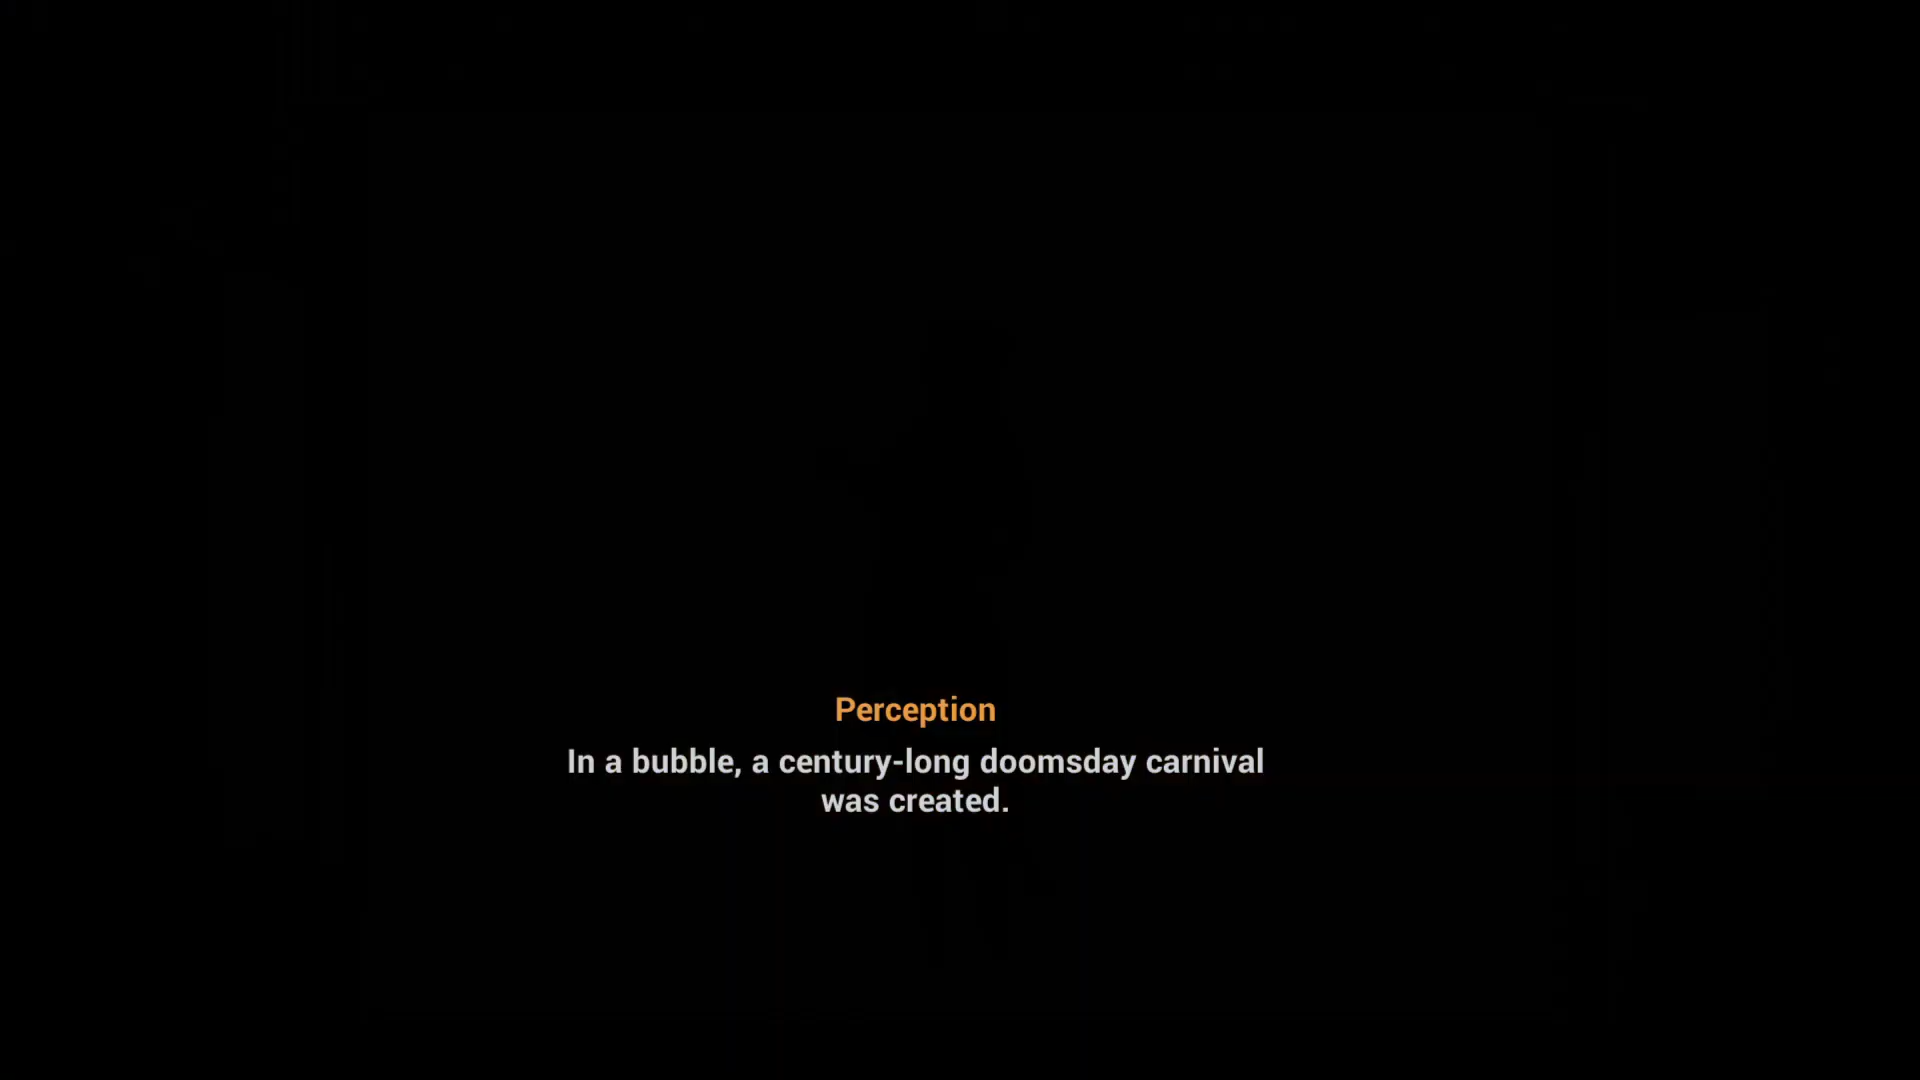 Perception
In a bubble, a century-long doomsday carnival
was created.